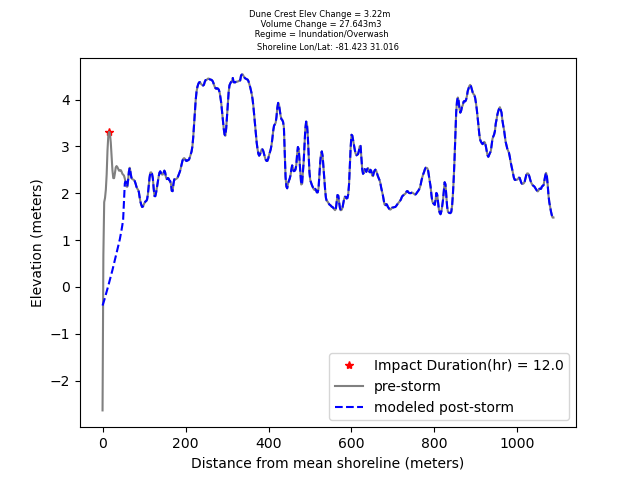 Dune Crest Elev Change = 3.22m
Volume Change = 27.643m3
Regime = Inundation/Overwash
Shoreline Lon/Lat: -81.423 31.016
4
3
2
1
0
−1
−2
Elevation (meters)
Impact Duration(hr) = 12.0
pre-storm
modeled post-storm
0 200 400 600 800 1000
Distance from mean shoreline (meters)